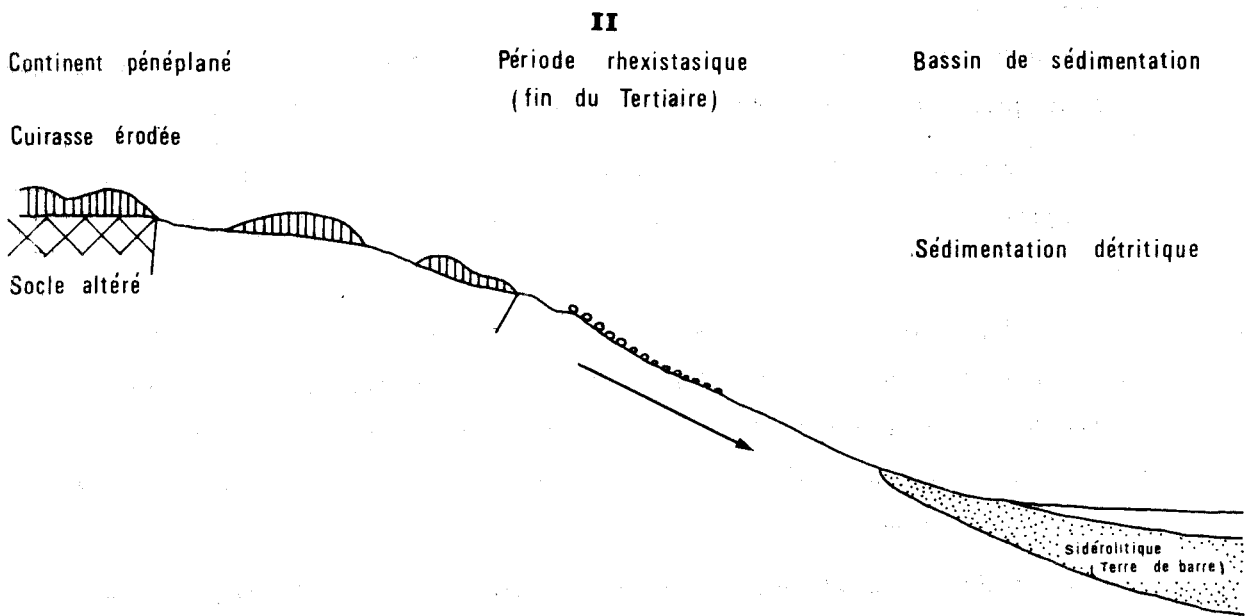 II
Continent pénéplané
Période rhexistasique
(fin du Tertiaire)
Bassin de sédimentation
Cuirasse érodée
Sédimentation détritique
Socle altéré
Sidérolitique
(Terre de barre)